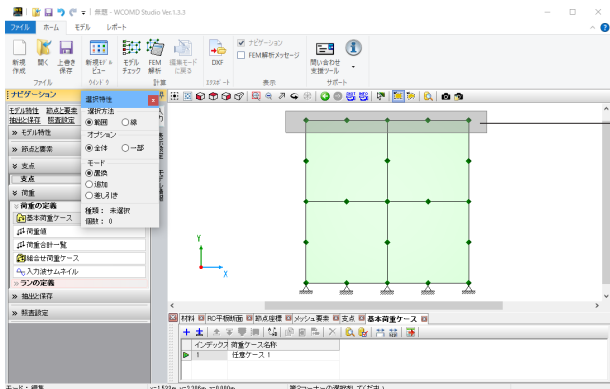 無題 - WCOMD Studio Ver.1.3.3
ファイル ホーム モデル レポート
新規作成 開く 上書き保存 新規モデルビュー モデルチェック FEM解析 編集モードに戻る DXF ナビゲーション 問い合わせ支援ツール
FEM解析メッセージ
ファイル ウインドウ 計算 エクスポート 表示 サポート
ナビゲーション
モデル特性 節点と要素
抽出と保存 照査設定
モデル特性
節点と要素
支点
支点
荷重
荷重の定義
基本荷重ケース
荷重値
荷重合計一覧
組合せ荷重ケース
入力波サムネイル
ランの定義
抽出と保存
照査設定
選択特性
選択方法
範囲 線
オプション
全体 一部
モード
置換
追加
差し引き
種類: 未選択
個数: 0
Y
X
材料 RC平板断面 節点座標 メッシュ要素 支点 基本荷重ケース
インデックス 荷重ケース名称
1 任意ケース 1
モード:編集